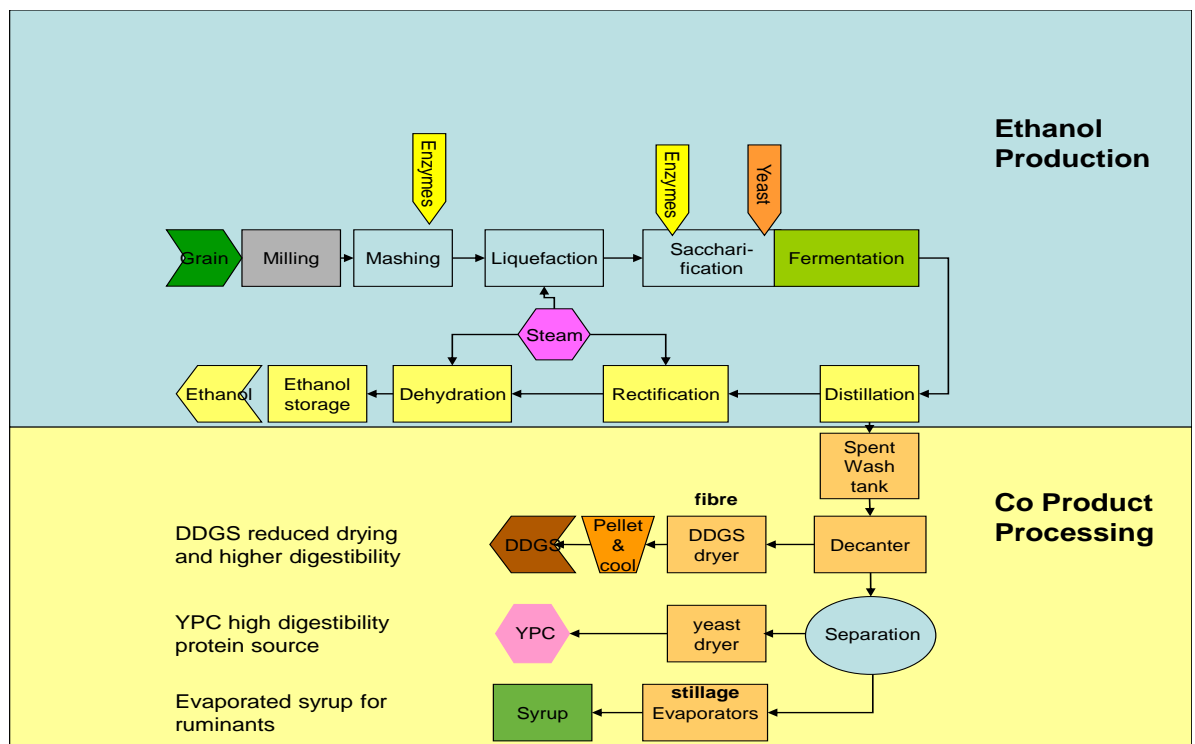 Ethanol
Production
Enzymes
Enzymes
Yeast
Grain
Milling
Mashing
Liquefaction
Sacchari-
fication
Fermentation
Steam
Ethanol
Ethanol
storage
Dehydration
Rectification
Distillation
Spent
Wash
tank
Co Product
Processing
fibre
DDGS reduced drying
and higher digestibility
DDGS
Pellet
&
cool
DDGS
dryer
Decanter
YPC high digestibility
protein source
YPC
yeast
dryer
Separation
Evaporated syrup for
ruminants
Syrup
stillage
Evaporators